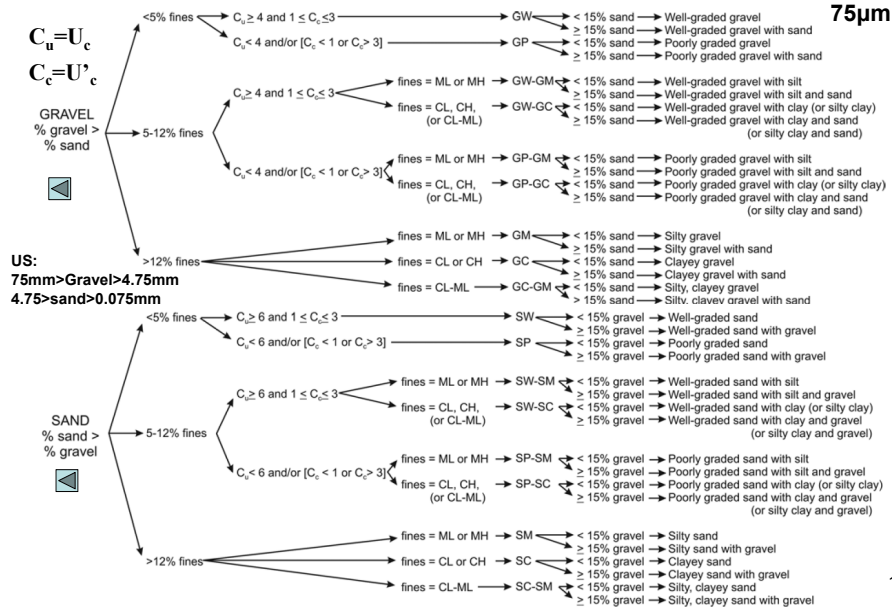 75µm
Cu=Uc
Cc=U'c
<5% fines
Cu ≥ 4 and 1 ≤ Cc ≤ 3
GW
< 15% sand Well-graded gravel
≥ 15% sand Well-graded gravel with sand
Cu < 4 and/or [Cc < 1 or Cc > 3]
GP
< 15% sand Poorly graded gravel
≥ 15% sand Poorly graded gravel with sand
GRAVEL
% gravel >
% sand
5-12% fines
Cu ≥ 4 and 1 ≤ Cc ≤ 3
fines = ML or MH GW-GM
< 15% sand Well-graded gravel with silt
≥ 15% sand Well-graded gravel with silt and sand
fines = CL, CH,
(or CL-ML)
GW-GC
< 15% sand Well-graded gravel with clay (or silty clay)
≥ 15% sand Well-graded gravel with clay and sand
(or silty clay and sand)
Cu < 4 and/or [Cc < 1 or Cc > 3]
fines = ML or MH GP-GM
< 15% sand Poorly graded gravel with silt
≥ 15% sand Poorly graded gravel with silt and sand
fines = CL, CH,
(or CL-ML)
GP-GC
< 15% sand Poorly graded gravel with clay (or silty clay)
≥ 15% sand Poorly graded gravel with clay and sand
(or silty clay and sand)
>12% fines
fines = ML or MH GM
< 15% sand Silty gravel
≥ 15% sand Silty gravel with sand
fines = CL or CH GC
< 15% sand Clayey gravel
≥ 15% sand Clayey gravel with sand
fines = CL-ML GC-GM
< 15% sand Silty, clayey gravel
> 15% sand Silty, clayey gravel with sand
US:
75mm>Gravel>4.75mm
4.75>sand>0.075mm
<5% fines
Cu ≥ 6 and 1 ≤ Cc ≤ 3
SW
< 15% gravel Well-graded sand
≥ 15% gravel Well-graded sand with gravel
Cu < 6 and/or [Cc < 1 or Cc > 3]
SP
< 15% gravel Poorly graded sand
≥ 15% gravel Poorly graded sand with gravel
SAND
% sand >
% gravel
5-12% fines
Cu ≥ 6 and 1 ≤ Cc ≤ 3
fines = ML or MH SW-SM
< 15% gravel Well-graded sand with silt
≥ 15% gravel Well-graded sand with silt and gravel
fines = CL, CH,
(or CL-ML)
SW-SC
< 15% gravel Well-graded sand with clay (or silty clay)
≥ 15% gravel Well-graded sand with clay and gravel
(or silty clay and gravel)
Cu < 6 and/or [Cc < 1 or Cc > 3]
fines = ML or MH SP-SM
< 15% gravel Poorly graded sand with silt
≥ 15% gravel Poorly graded sand with silt and gravel
fines = CL, CH,
(or CL-ML)
SP-SC
< 15% gravel Poorly graded sand with clay (or silty clay)
≥ 15% gravel Poorly graded sand with clay and gravel
(or silty clay and gravel)
>12% fines
fines = ML or MH SM
< 15% gravel Silty sand
≥ 15% gravel Silty sand with gravel
fines = CL or CH SC
< 15% gravel Clayey sand
≥ 15% gravel Clayey sand with gravel
fines = CL-ML SC-SM
< 15% gravel Silty, clayey sand
≥ 15% gravel Silty, clayey sand with gravel